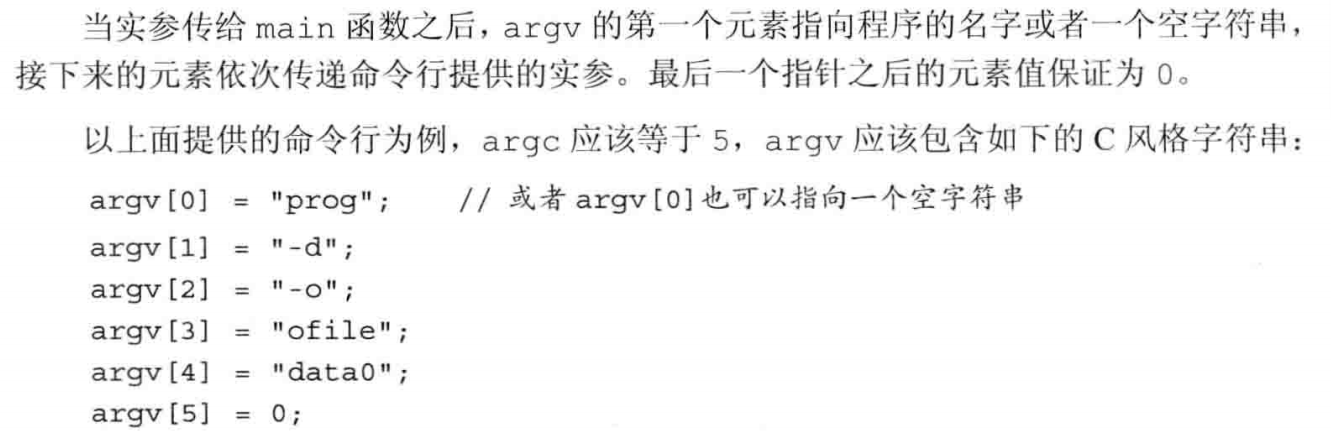 当实参传给 main 函数之后，argv 的第一个元素指向程序的名字或者一个空字符串，
接下来的元素依次传递命令行提供的实参。最后一个指针之后的元素值保证为 0。
以上面提供的命令行为例，argc 应该等于 5，argv 应该包含如下的 C 风格字符串：
argv[0] = "prog";    // 或者 argv[0]也可以指向一个空字符串
argv[1] = "-d";
argv[2] = "-o";
argv[3] = "ofile";
argv[4] = "data0";
argv[5] = 0;